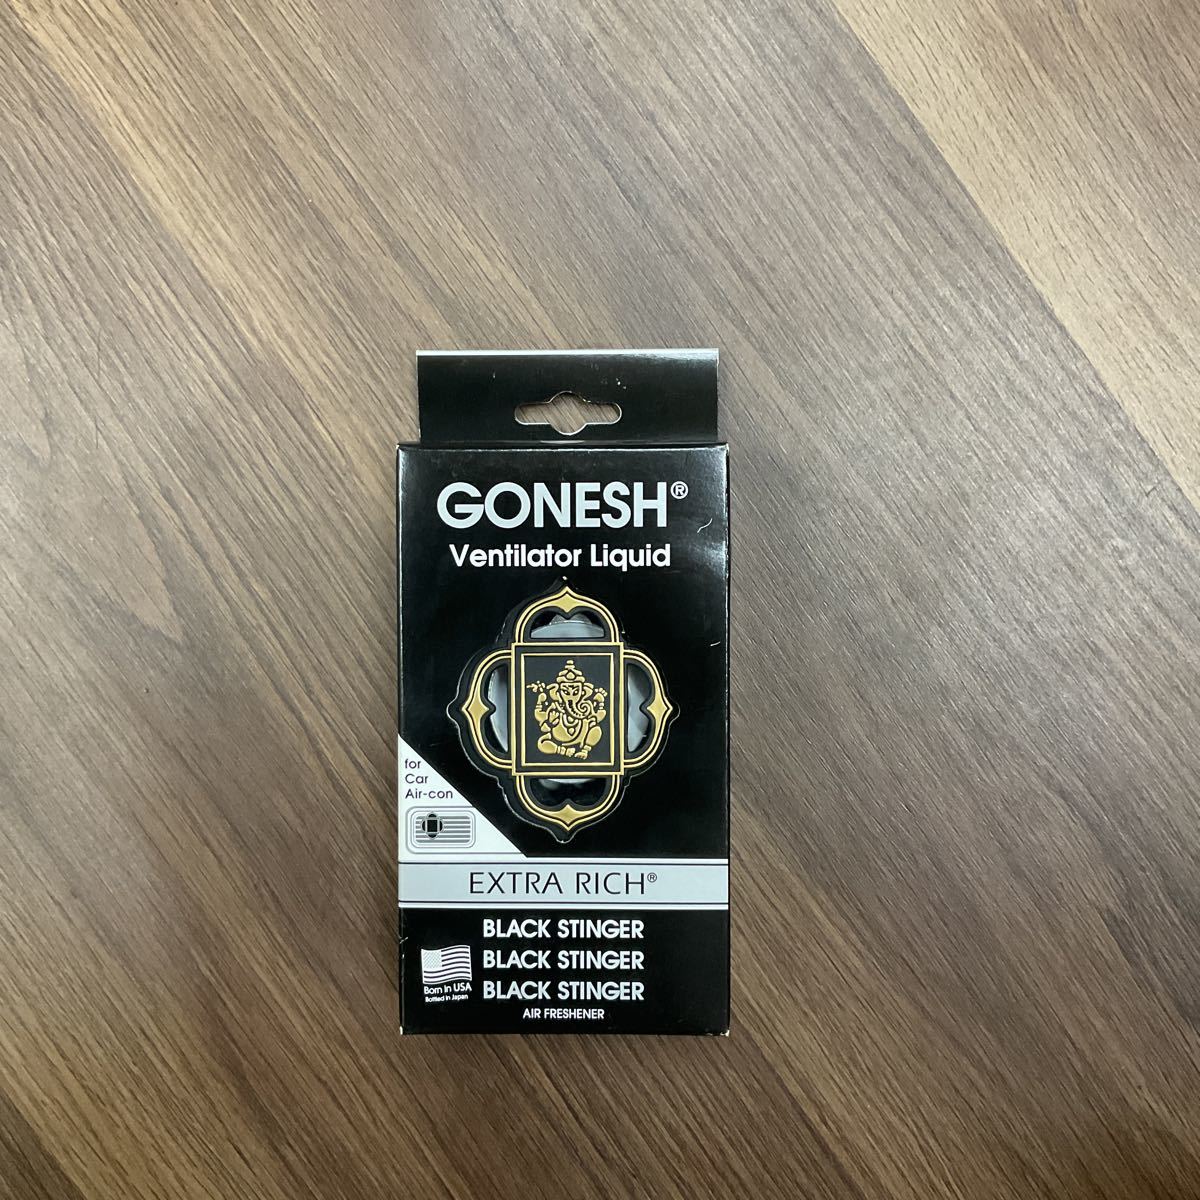 GONESH®
Ventilator Liquid
for
Car
Air-con
EXTRA RICH®
BLACK STINGER
BLACK STINGER
BLACK STINGER
AIR FRESHENER
Born in USA
Bottled in Japan